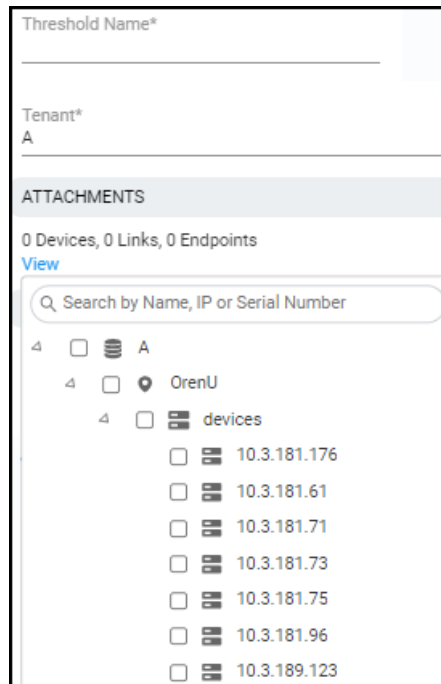 Threshold Name*
Tenant*
A
ATTACHMENTS
0 Devices, 0 Links, 0 Endpoints
View
Search by Name, IP or Serial Number
A
OrenU
devices
10.3.181.176
10.3.181.61
10.3.181.71
10.3.181.73
10.3.181.75
10.3.181.96
10.3.189.123